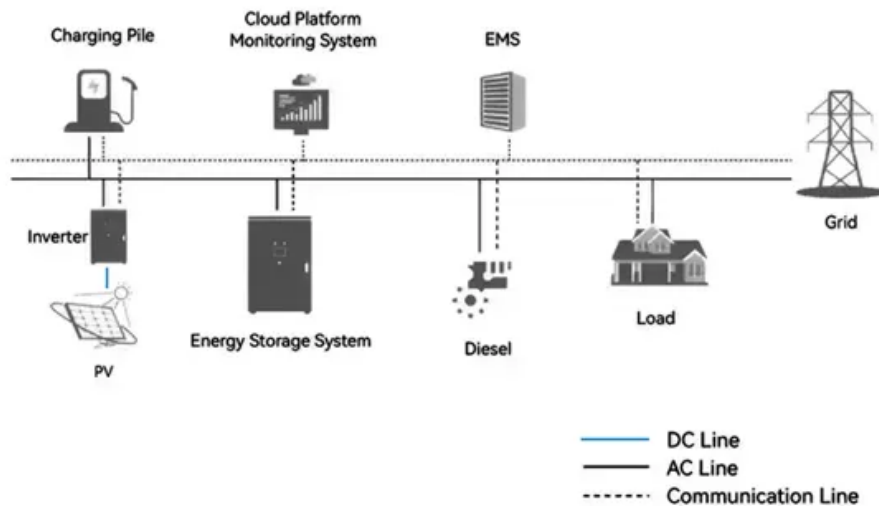 Charging Pile
Cloud Platform
Monitoring System
EMS
Grid
Inverter
Energy Storage System
Diesel
Load
PV
DC Line
AC Line
Communication Line